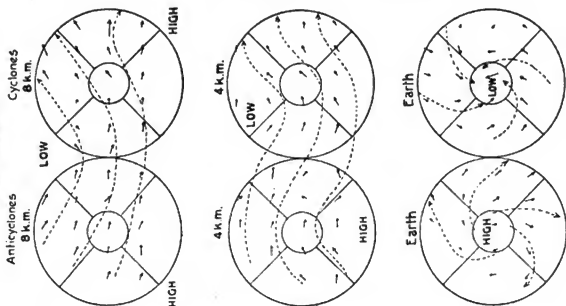 Cyclones
8 k.m.
HIGH
LOW
Anticyclones
8 k.m.
HIGH
4 k.m.
LOW
4 k.m.
HIGH
Earth
LOW
Earth
HIGH